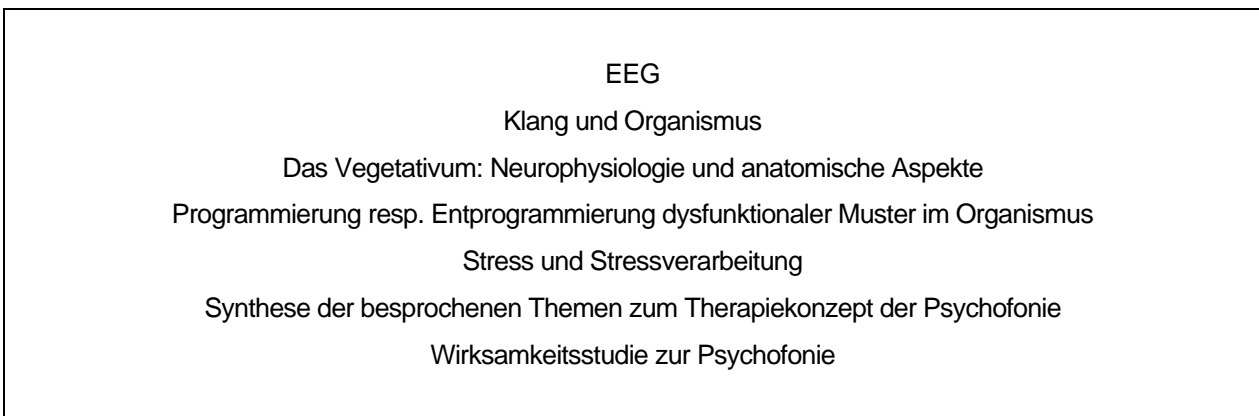 EEG
Klang und Organismus
Das Vegetativum: Neurophysiologie und anatomische Aspekte
Programmierung resp. Entprogrammierung dysfunktionaler Muster im Organismus
Stress und Stressverarbeitung
Synthese der besprochenen Themen zum Therapiekonzept der Psychofonie
Wirksamkeitsstudie zur Psychofonie